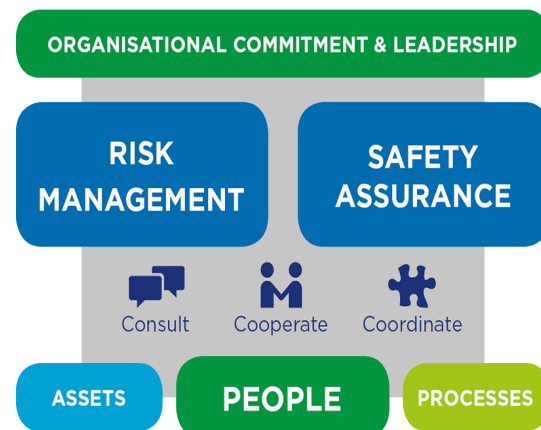 ORGANISATIONAL COMMITMENT & LEADERSHIP
RISK
MANAGEMENT
SAFETY
ASSURANCE
Consult
Cooperate
Coordinate
ASSETS
PEOPLE
PROCESSES